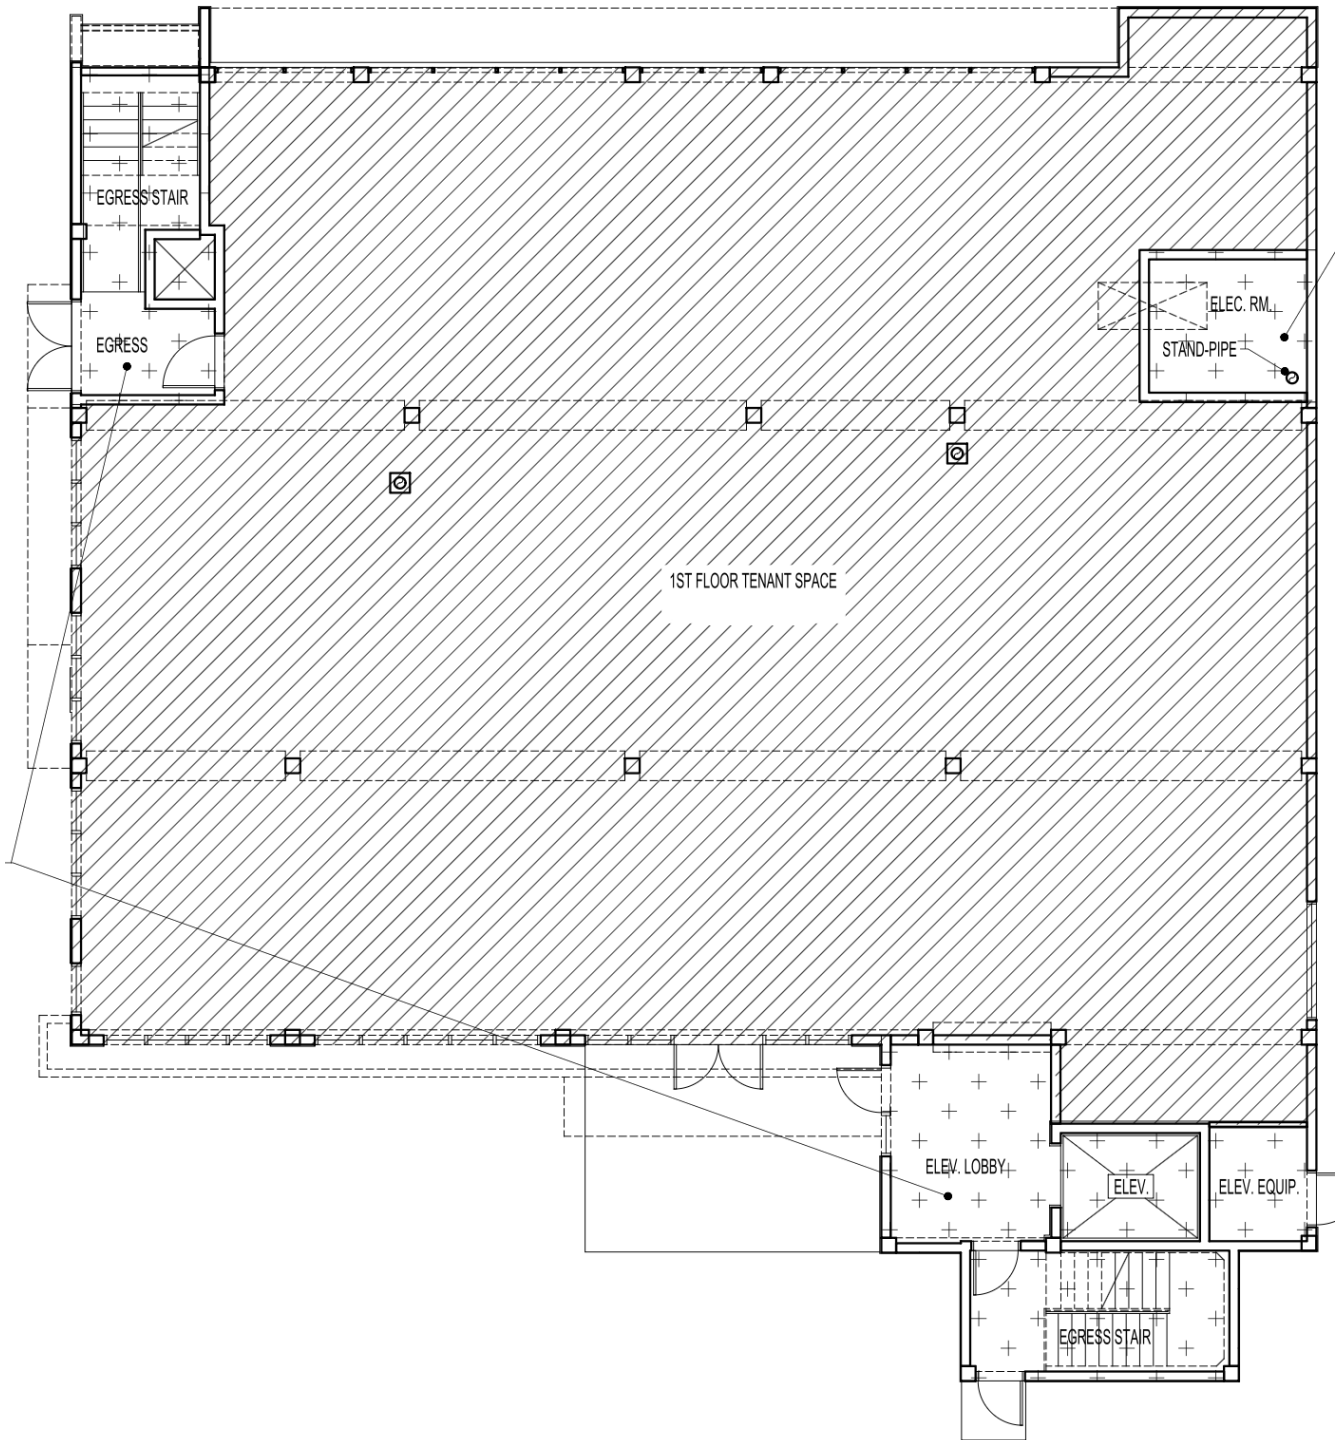 EGRESS STAIR
ELEC. RM.
EGRESS
STAND-PIPE
1ST FLOOR TENANT SPACE
ELEV. LOBBY
ELEV.
ELEV. EQUIP.
EGRESS STAIR